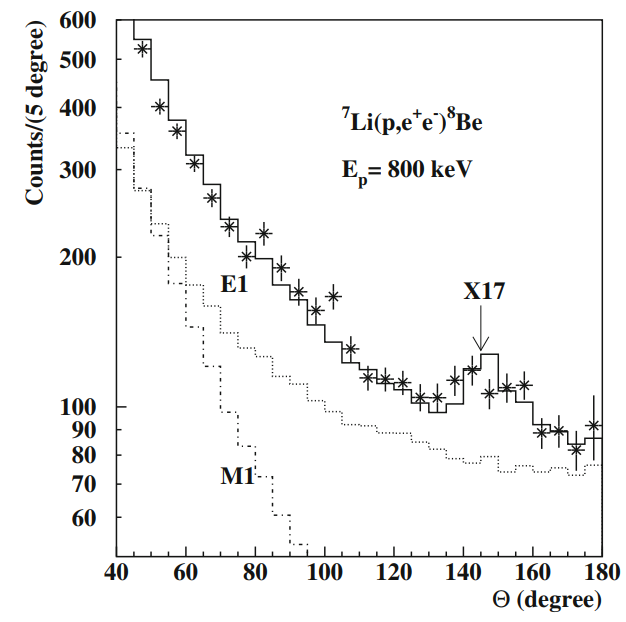 600
500
400
300
200
100
90
80
70
60
Counts/(5 degree)
⁷Li(p,e⁺e⁻)⁸Be
Eₚ= 800 keV
E1
X17
M1
40 60 80 100 120 140 160 180
Θ (degree)